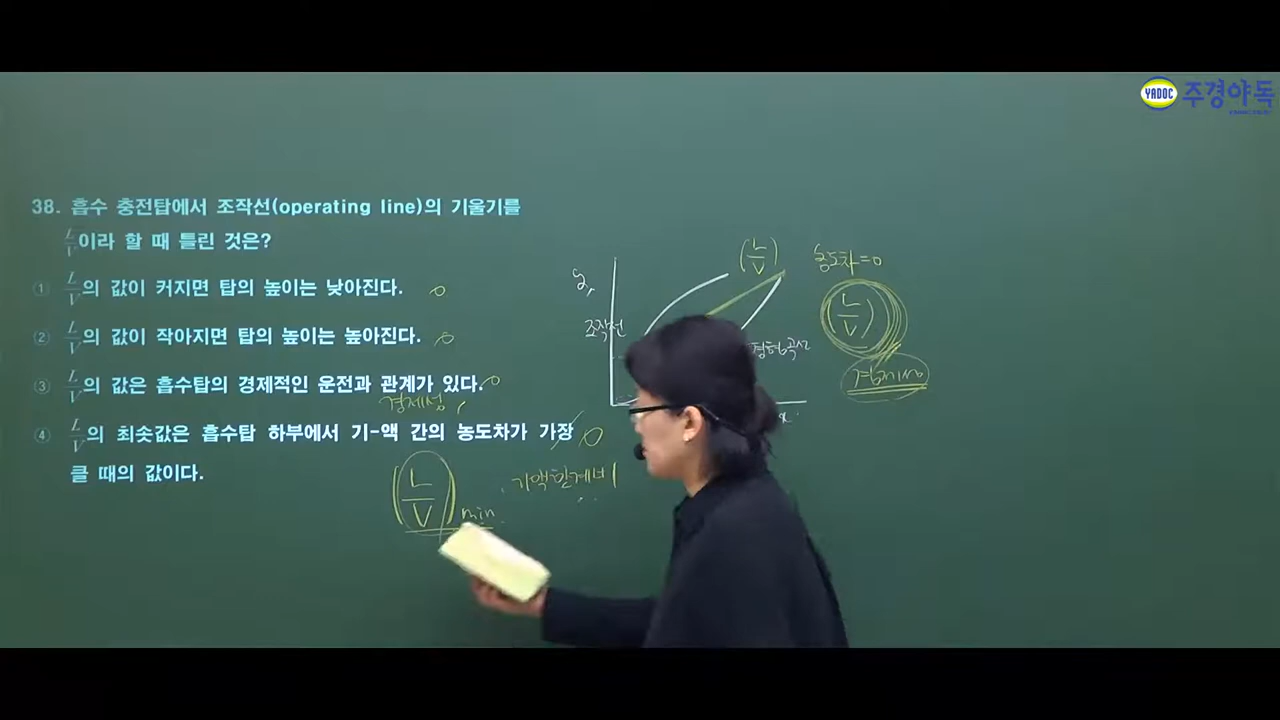 YADOC 주경야독
38. 흡수 충전탑에서 조작선(operating line)의 기울기를
L/V이라 할 때 틀린 것은?
① L/V의 값이 커지면 탑의 높이는 낮아진다.
② L/V의 값이 작아지면 탑의 높이는 높아진다.
③ L/V의 값은 흡수탑의 경제적인 운전과 관계가 있다.
경제성
④ L/V의 최솟값은 흡수탑 하부에서 기-액 간의 농도차가 가장
클 때의 값이다.
(L/V)min
기액한계비
y
조작선
(L/V)
농도차=0
(L/V)
경제성
x